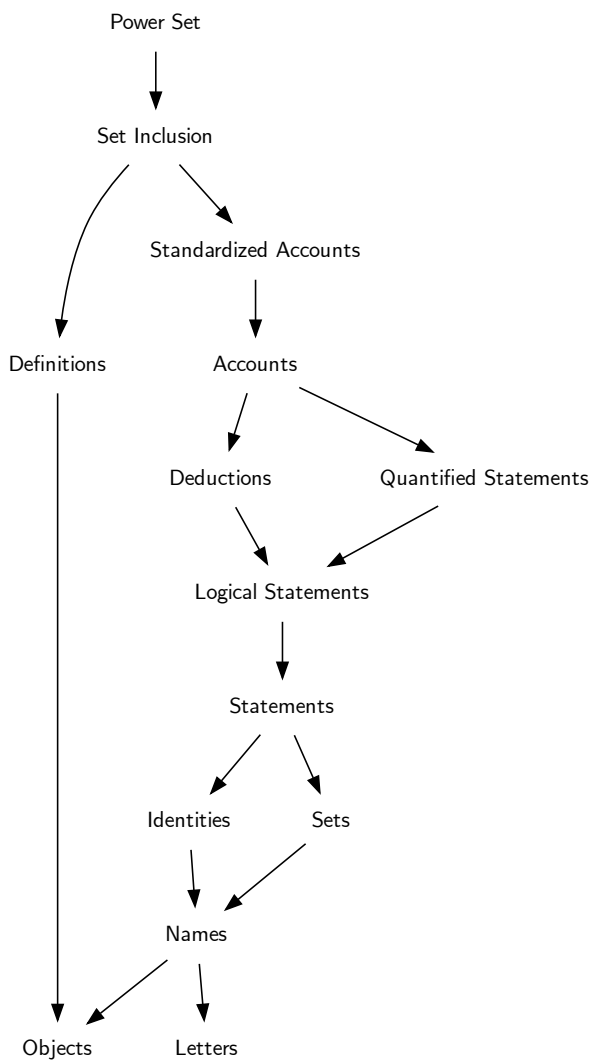 Power Set
Set Inclusion
Standardized Accounts
Definitions
Accounts
Deductions
Quantified Statements
Logical Statements
Statements
Identities
Sets
Names
Objects
Letters